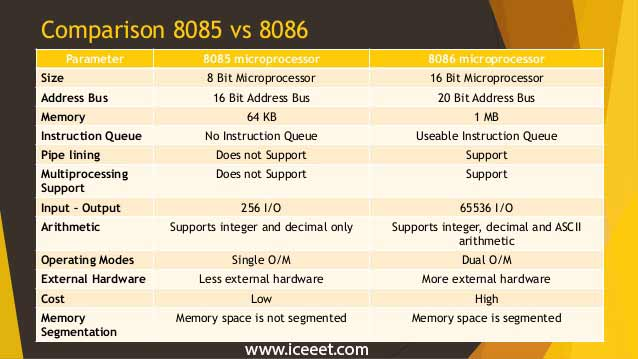 Comparison 8085 vs 8086
Parameter 8085 microprocessor 8086 microprocessor
Size 8 Bit Microprocessor 16 Bit Microprocessor
Address Bus 16 Bit Address Bus 20 Bit Address Bus
Memory 64 KB 1 MB
Instruction Queue No Instruction Queue Useable Instruction Queue
Pipe lining Does not Support Support
Multiprocessing Does not Support Support
Support
Input – Output 256 I/O 65536 I/O
Arithmetic Supports integer and decimal only Supports integer, decimal and ASCII
arithmetic
Operating Modes Single O/M Dual O/M
External Hardware Less external hardware More external hardware
Cost Low High
Memory Memory space is not segmented Memory space is segmented
Segmentation
www.iceeet.com